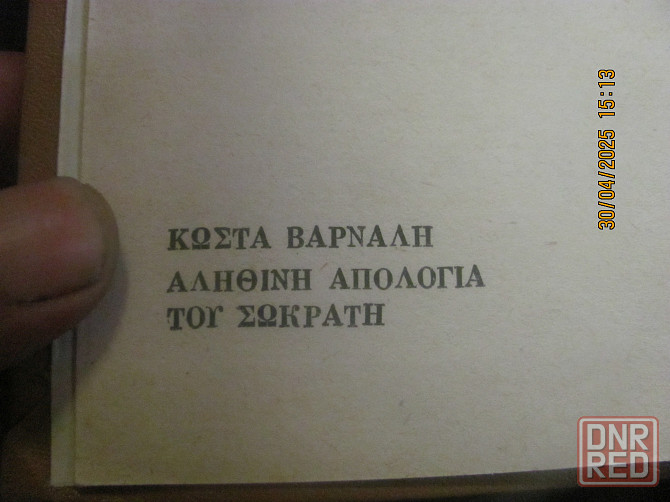 ΚΩΣΤΑ ΒΑΡΝΑΛΗ
ΑΛΗΘΙΝΗ ΑΠΟΛΟΓΙΑ
ΤΟΥ ΣΩΚΡΑΤΗ
30/04/2025 15:13
DNR
RED